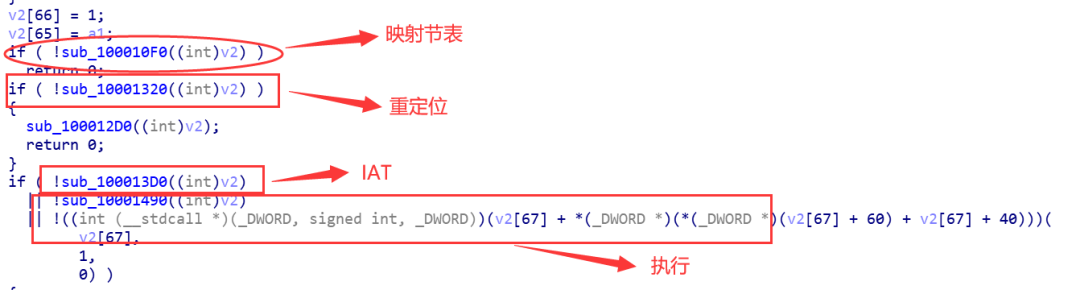 v2[66] = 1;
v2[65] = a1;
if ( !sub_100010F0((int)v2) )
映射节表
return 0;
if ( !sub_10001320((int)v2) )
重定位
{
sub_100012D0((int)v2);
return 0;
}
if ( !sub_100013D0((int)v2)
IAT
|| !sub_10001490((int)v2)
|| !((int (__stdcall *)(_DWORD, signed int, _DWORD))(v2[67] + *(_DWORD *)(*(_DWORD *)(v2[67] + 60) + v2[67] + 40)))(
v2[67],
1,
0) )
执行